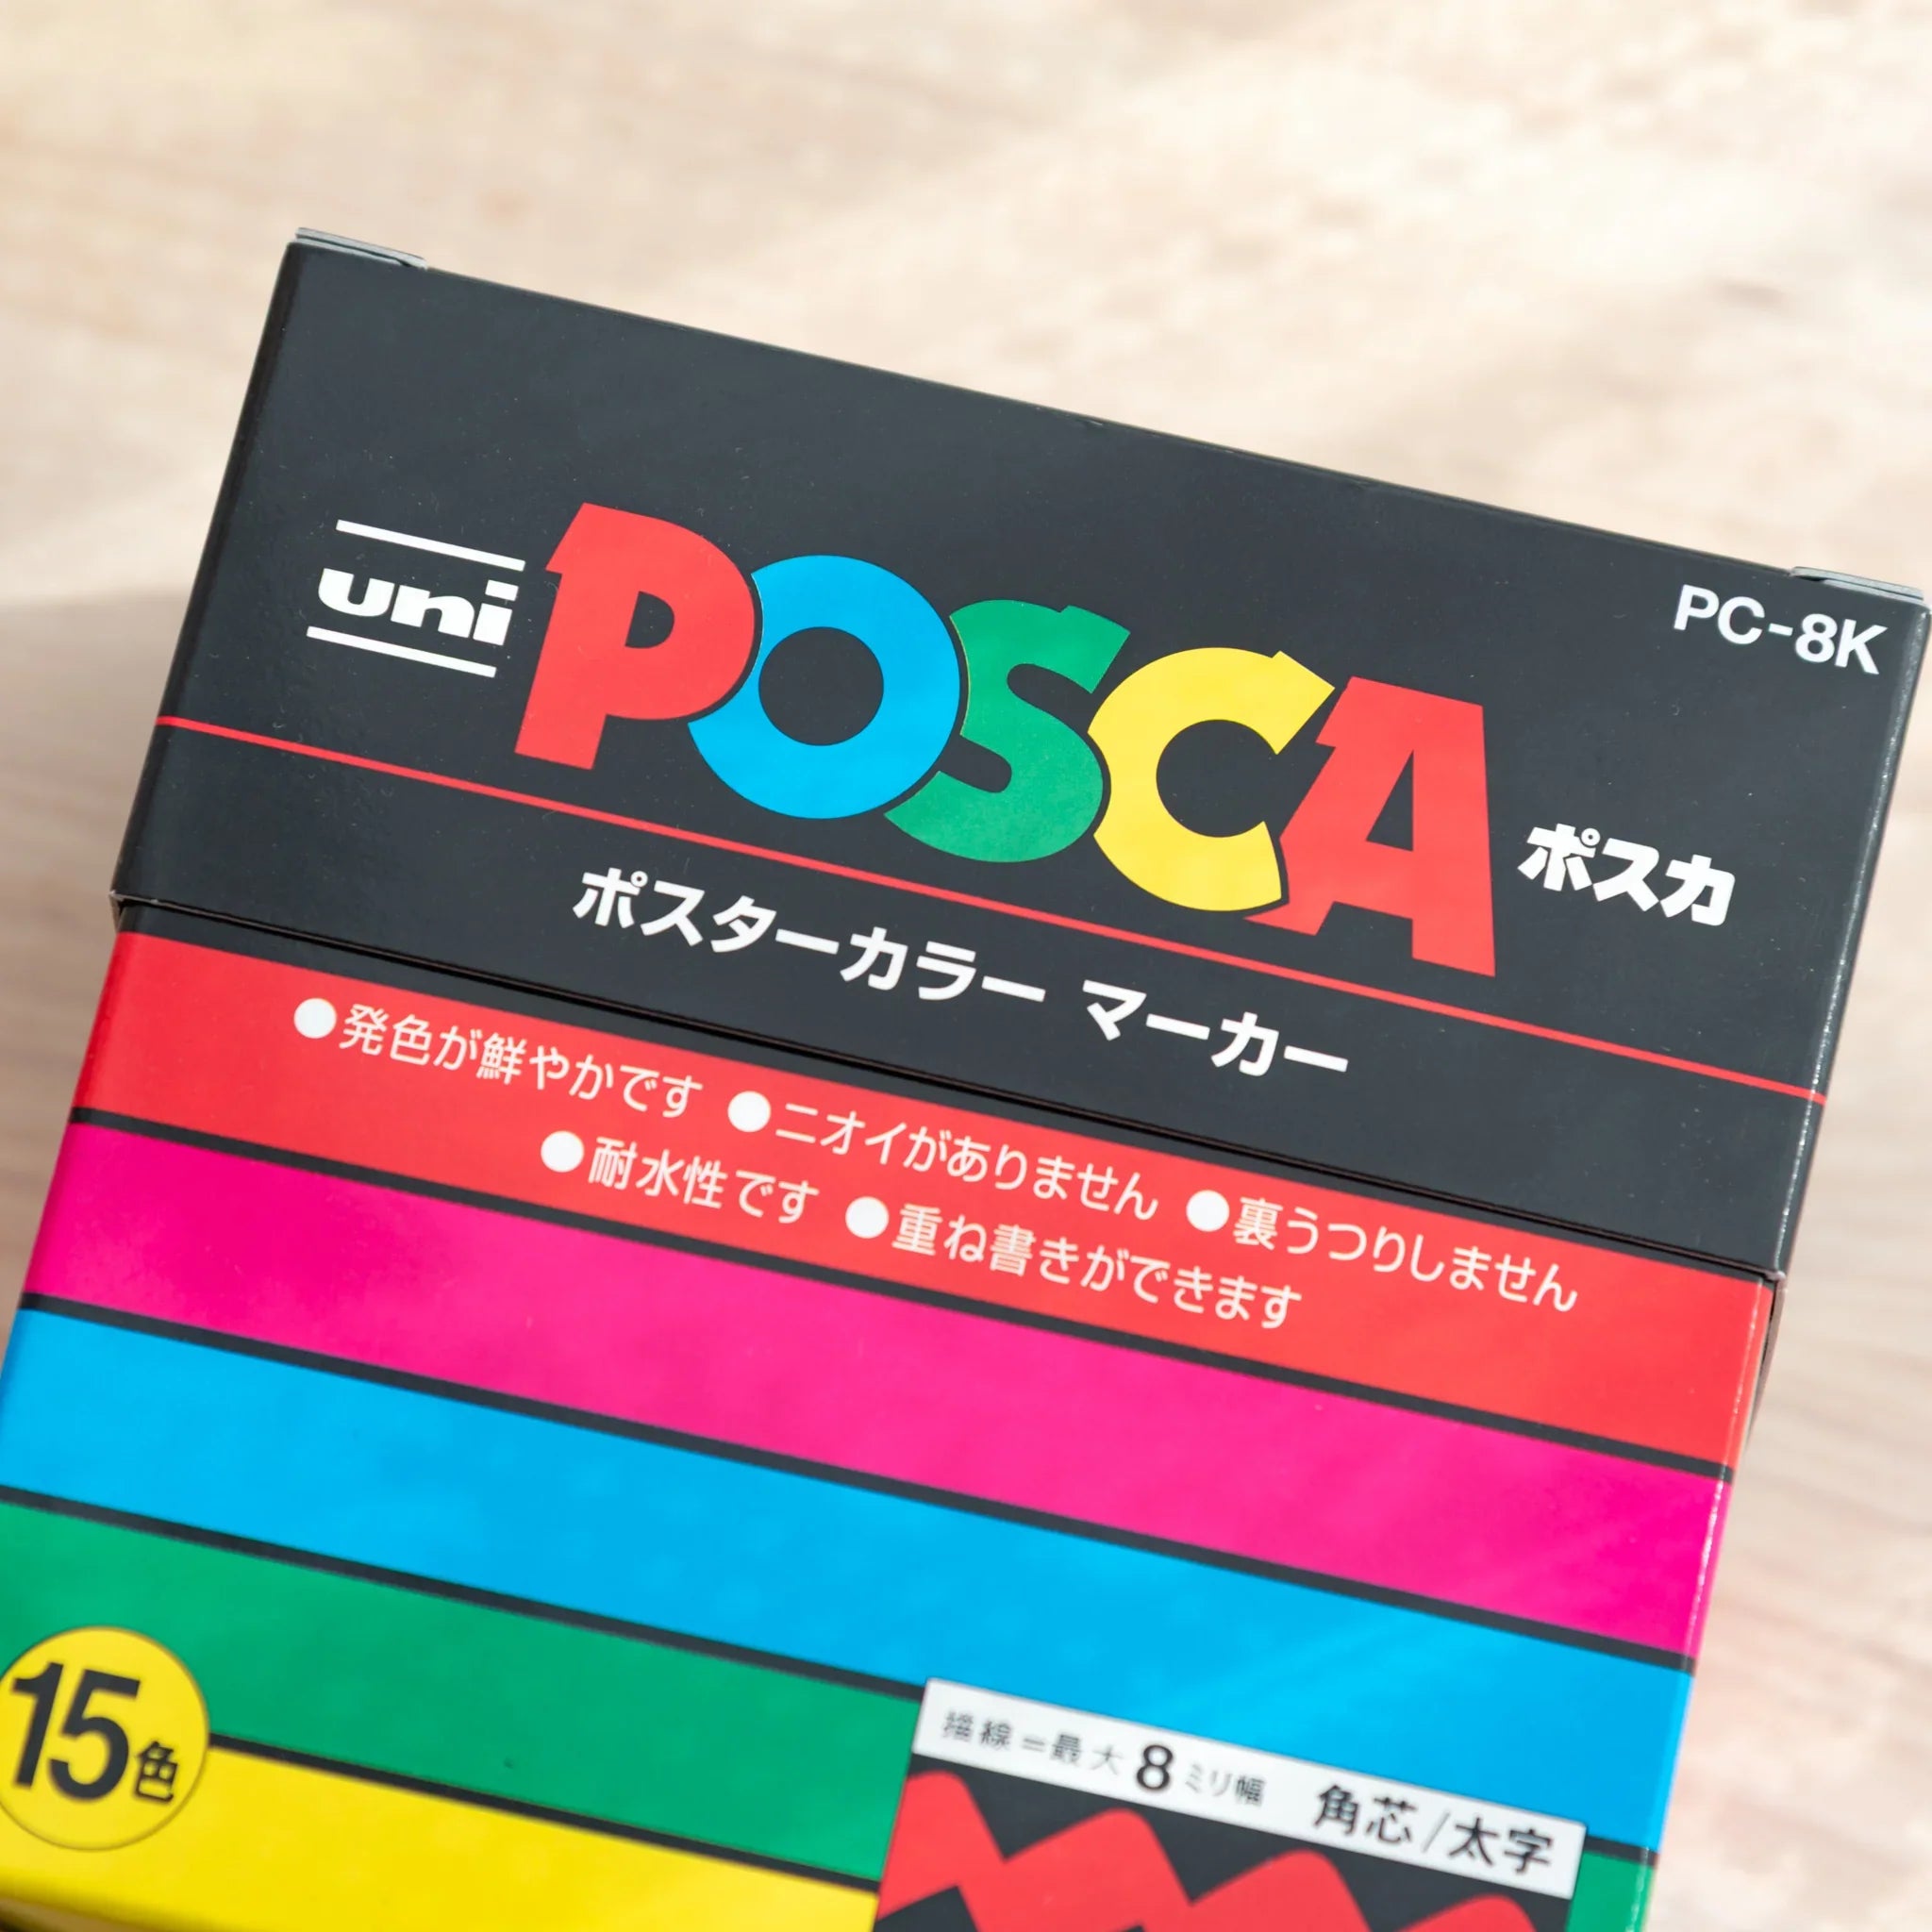 PC-8K
uni POSCA ポスカ
ポスターカラー マーカー
●発色が鮮やかです ●ニオイがありません ●裏うつりしません
●耐水性です ●重ね書きができます
15色
描線=最大8ミリ幅 角芯/太字